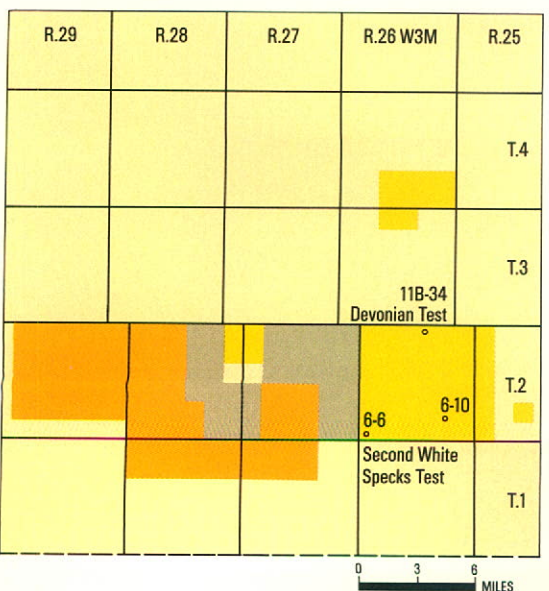 R.29 R.28 R.27 R.26 W3M R.25
T.4
T.3
11B-34
Devonian Test
T.2
6-10
6-6
Second White
Specks Test
T.1
0 3 6
MILES